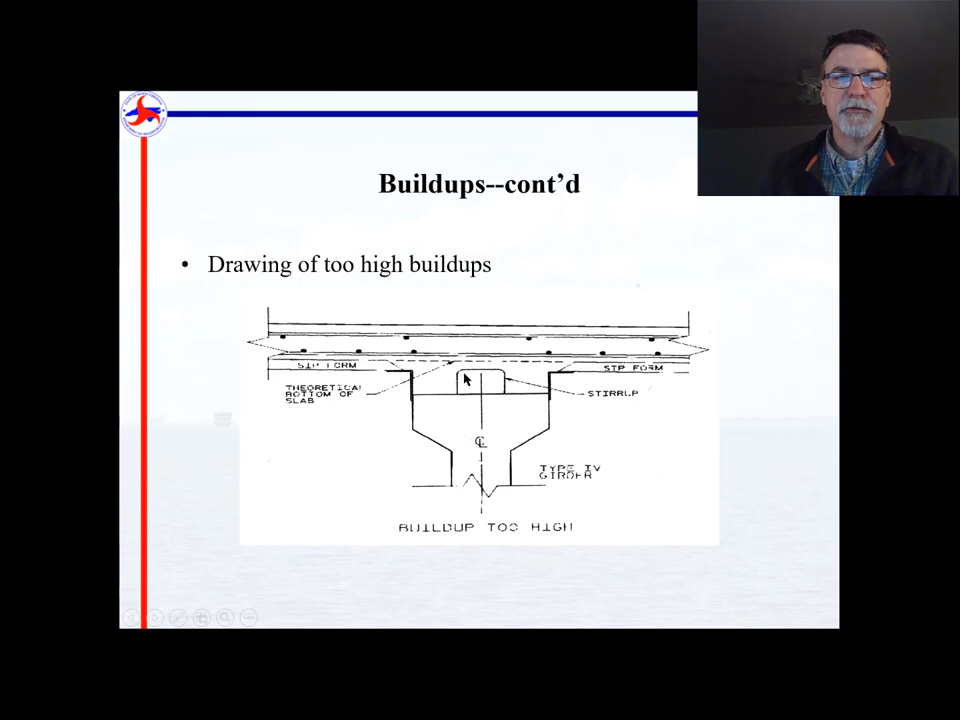 Buildups--cont'd
• Drawing of too high buildups
STP FORM
STP FORM
THEORETICAL
BOTTOM OF
SLAB
STIRRUP
℄
TYPE IV
GIRDER
BUILDUP TOO HIGH